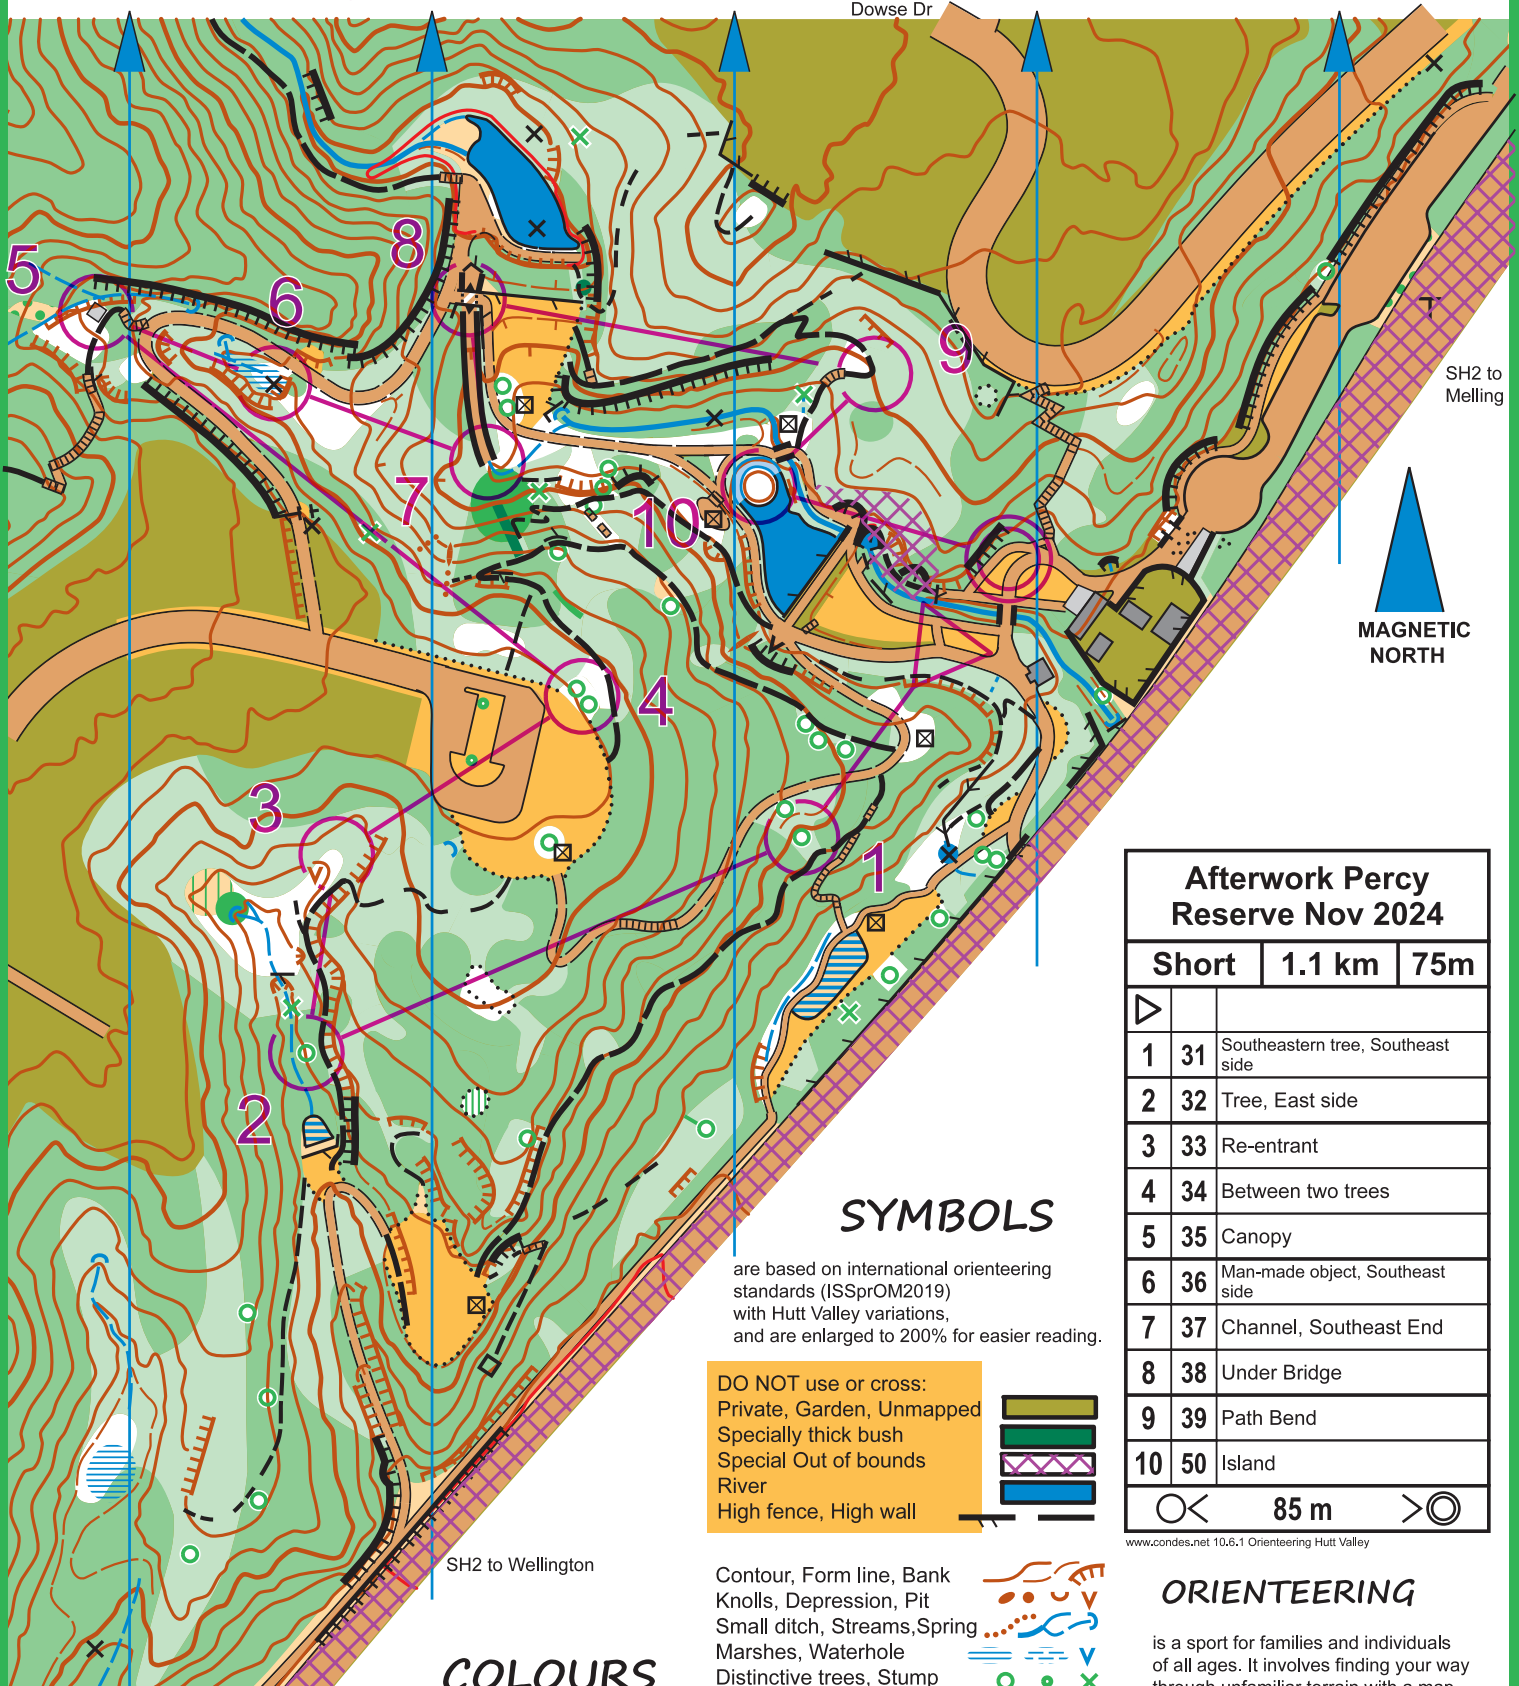 Dowse Dr
5
6
8
9
7
10
4
3
1
2
SH2 to
Melling
MAGNETIC
NORTH
Afterwork Percy
Reserve Nov 2024
Short 1.1 km 75m
1 31 Southeastern tree, Southeast
side
2 32 Tree, East side
3 33 Re-entrant
4 34 Between two trees
5 35 Canopy
6 36 Man-made object, Southeast
side
7 37 Channel, Southeast End
8 38 Under Bridge
9 39 Path Bend
10 50 Island
85 m
www.condes.net 10.6.1 Orienteering Hutt Valley
SYMBOLS
are based on international orienteering
standards (ISSprOM2019)
with Hutt Valley variations,
and are enlarged to 200% for easier reading.
DO NOT use or cross:
Private, Garden, Unmapped
Specially thick bush
Special Out of bounds
River
High fence, High wall
SH2 to Wellington
Contour, Form line, Bank
Knolls, Depression, Pit
Small ditch, Streams,Spring
Marshes, Waterhole
Distinctive trees, Stump
COLOURS
ORIENTEERING
is a sport for families and individuals
of all ages. It involves finding your way
through unfamiliar terrain with a map